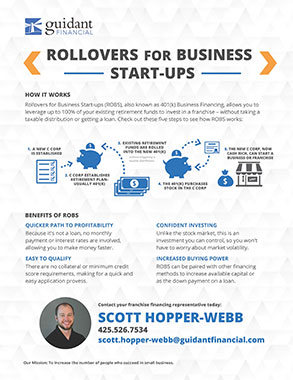 guidant
FINANCIAL
ROLLOVERS FOR BUSINESS
START-UPS
HOW IT WORKS
Rollovers for Business Start-ups (ROBS), also known as 401(k) Business Financing, allows you to
leverage up to 100% of your existing retirement funds to invest in a franchise – without taking a
taxable distribution or getting a loan. Check out these five steps to see how ROBS works:
1. A NEW C CORP
IS ESTABLISHED
2. C CORP ESTABLISHES
RETIREMENT PLAN:
USUALLY 401(K)
3. EXISTING RETIREMENT
FUNDS ARE ROLLED
INTO THE NEW 401(K)
4. THE 401(K) PURCHASES
STOCK IN THE C CORP
5. THE NEW C CORP, NOW
CASH RICH, CAN START A
BUSINESS OR FRANCHISE
BENEFITS OF ROBS
QUICKER PATH TO PROFITABILITY
Because it's not a loan, no monthly
payment or interest rates are involved,
allowing you to make money faster.
EASY TO QUALIFY
There are no collateral or minimum credit
score requirements, making for a quick and
easy application process.
CONFIDENT INVESTING
Unlike the stock market, this is an
investment you can control, so you won't
have to worry about market volatility.
INCREASED BUYING POWER
ROBS can be paired with other financing
methods to increase available capital or
as the down payment on a loan.
Contact your franchise financing representative today:
SCOTT HOPPER-WEBB
425.526.7534
scott.hopper-webb@guidantfinancial.com
Our Mission: To increase the number of people who succeed in small business.